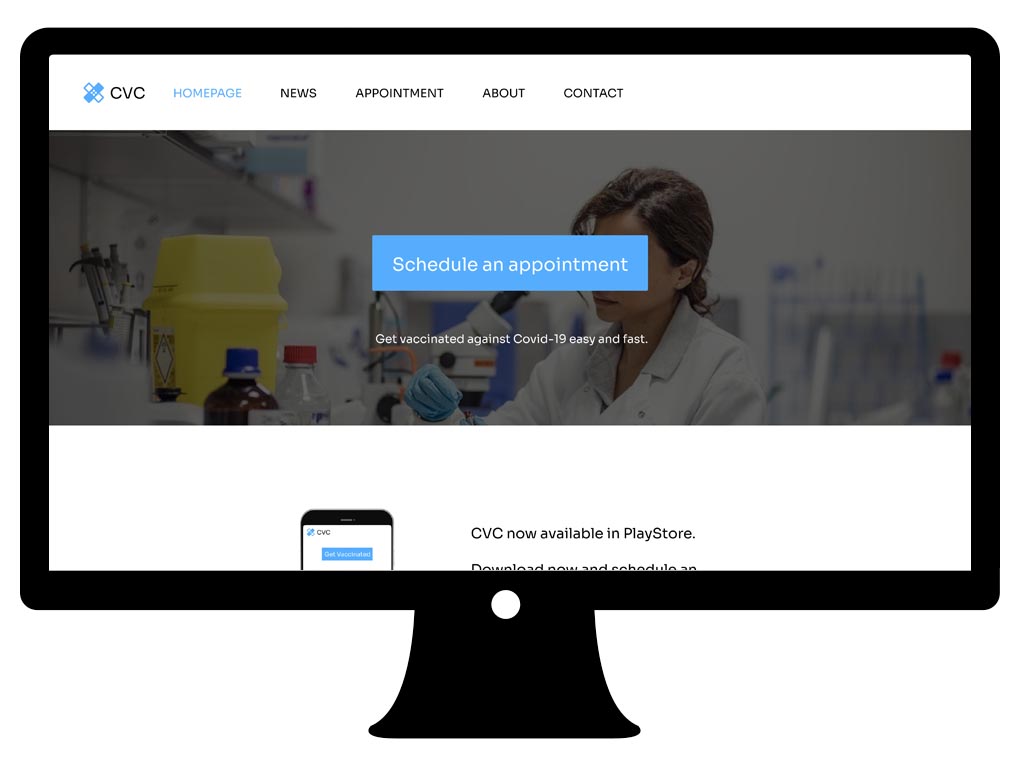 CVC HOMEPAGE NEWS APPOINTMENT ABOUT CONTACT
Schedule an appointment
Get vaccinated against Covid-19 easy and fast.
CVC
Get Vaccinated
CVC now available in PlayStore.
Download now and schedule an